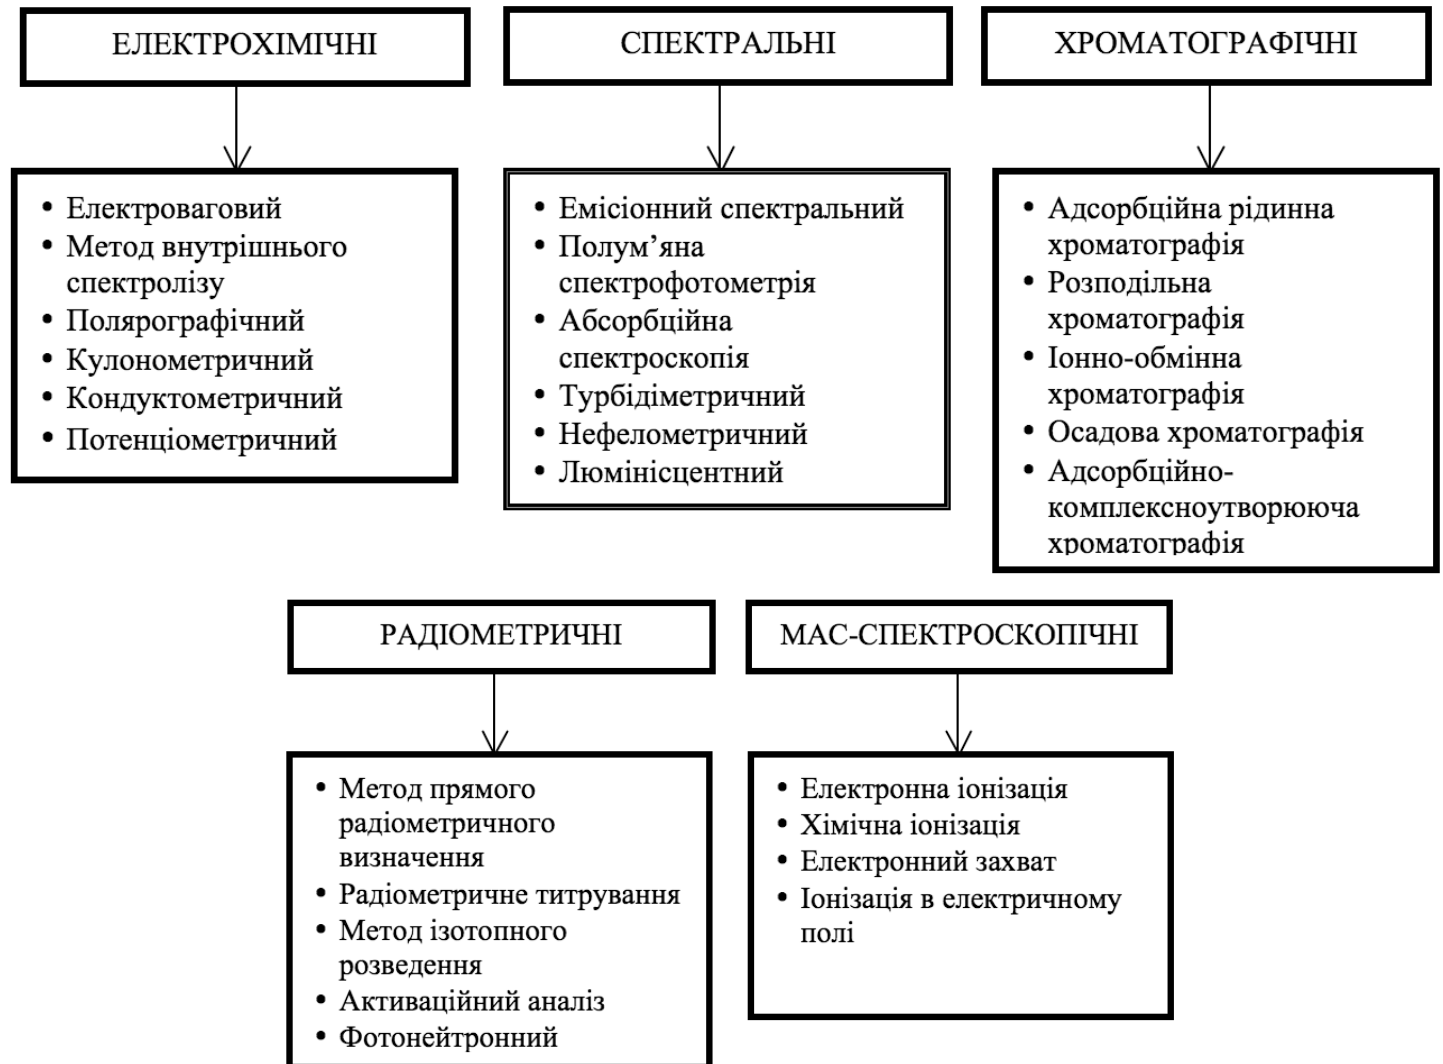 ЕЛЕКТРОХІМІЧНІ
• Електроваговий
• Метод внутрішнього
спектролізу
• Полярографічний
• Кулонометричний
• Кондуктометричний
• Потенціометричний
СПЕКТРАЛЬНІ
• Емісионний спектральний
• Полум’яна
спектрофотометрія
• Абсорбційна
спектроскопія
• Турбідіметричний
• Нефелометричний
• Люмінісцентний
ХРОМАТОГРАФІЧНІ
• Адсорбційна рідинна
хроматографія
• Розподільна
хроматографія
• Іонно-обмінна
хроматографія
• Осадова хроматографія
• Адсорбційно-
комплексноутворююча
хроматографія
РАДІОМЕТРИЧНІ
• Метод прямого
радіометричного
визначення
• Радіометричне титрування
• Метод ізотопного
розведення
• Активаційний аналіз
• Фотонейтронний
МАС-СПЕКТРОСКОПІЧНІ
• Електронна іонізація
• Хімічна іонізація
• Електронний захват
• Іонізація в електричному
полі